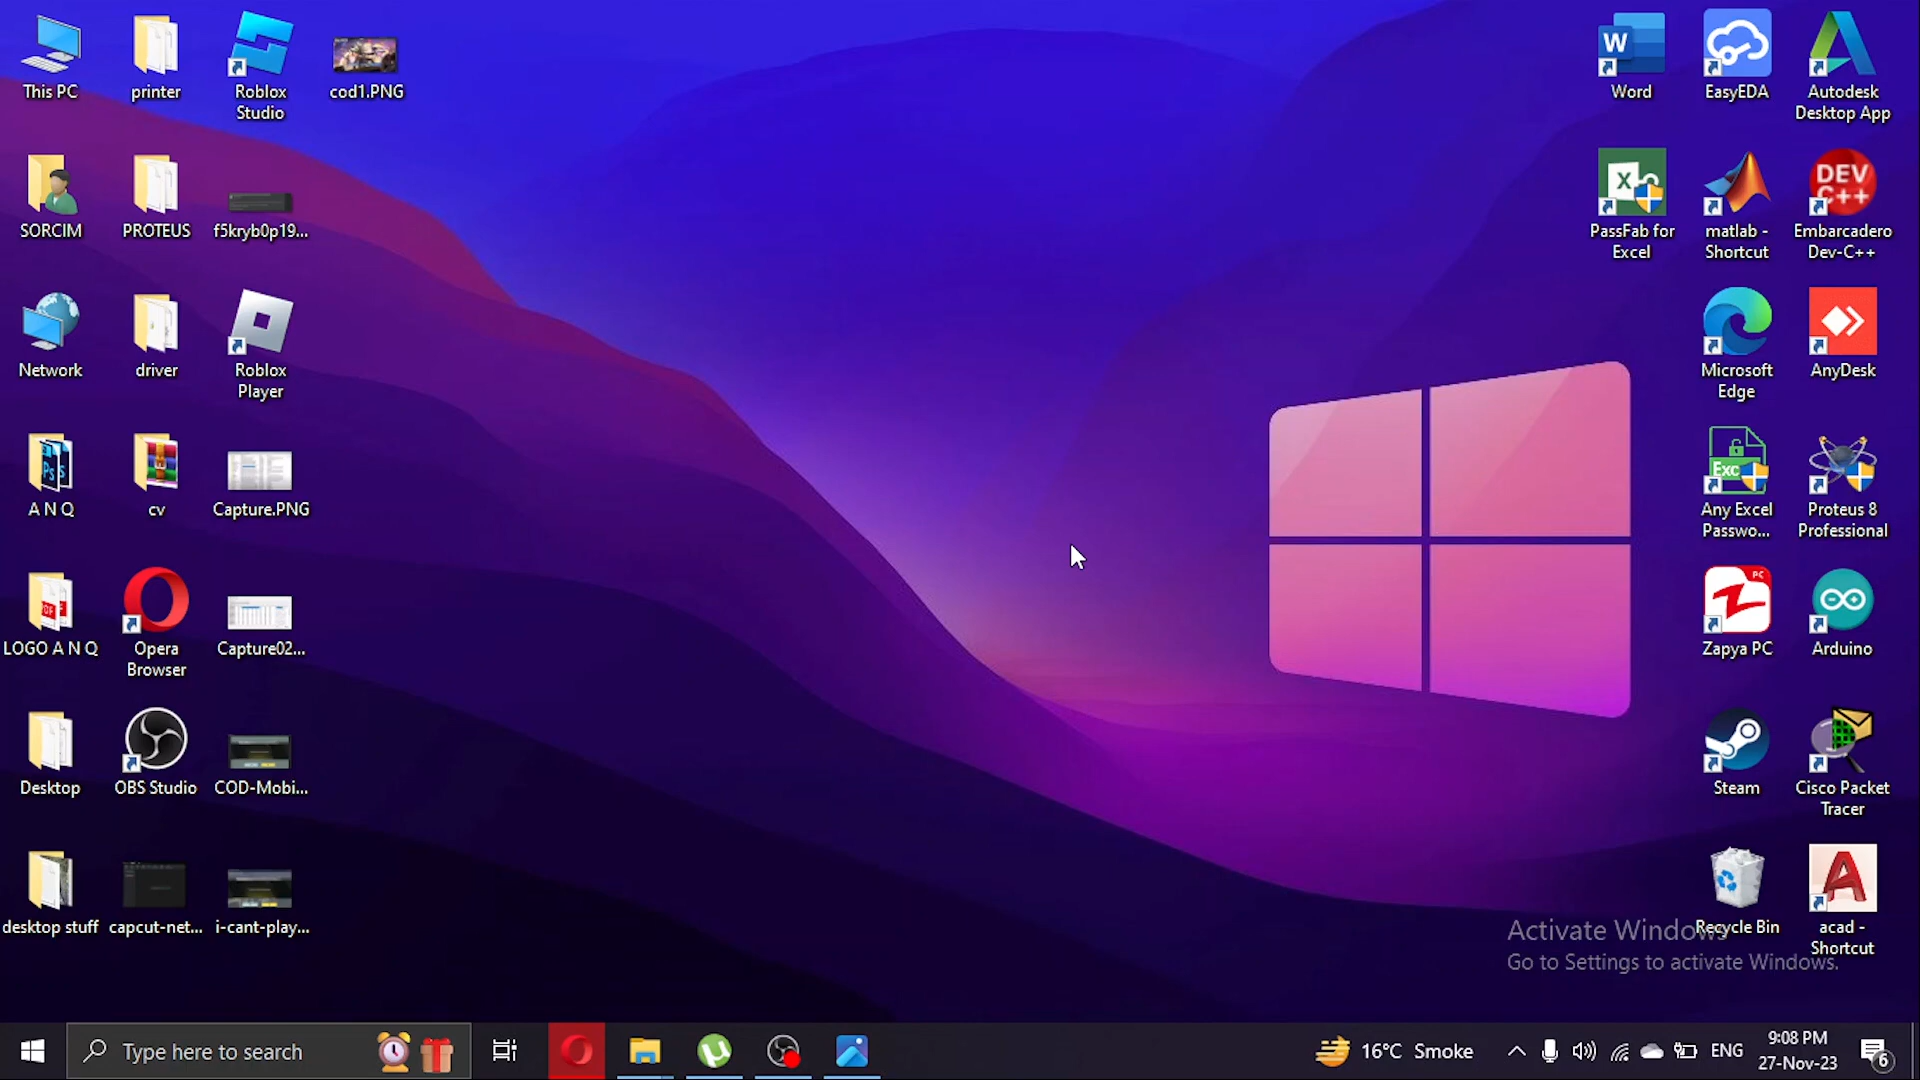 This PC
printer
Roblox
Studio
cod1.PNG
Word
EasyEDA
Autodesk
Desktop App
SORCIM
PROTEUS
f5kryb0p19...
PassFab for
Excel
matlab -
Shortcut
DEV
C++
Embarcadero
Dev-C++
Network
driver
Roblox
Player
Microsoft
Edge
AnyDesk
A N Q
cv
Capture.PNG
Exc
Any Excel
Passwo...
Proteus 8
Professional
LOGO A N Q
Opera
Browser
Capture02...
PC
Zapya PC
Arduino
Desktop
OBS Studio
COD-Mobi...
Steam
Cisco Packet
Tracer
desktop stuff
capcut-net...
i-cant-play...
Recycle Bin
acad -
Shortcut
Activate Windows
Go to Settings to activate Windows.
Type here to search
16°C Smoke
ENG
9:08 PM
27-Nov-23
6